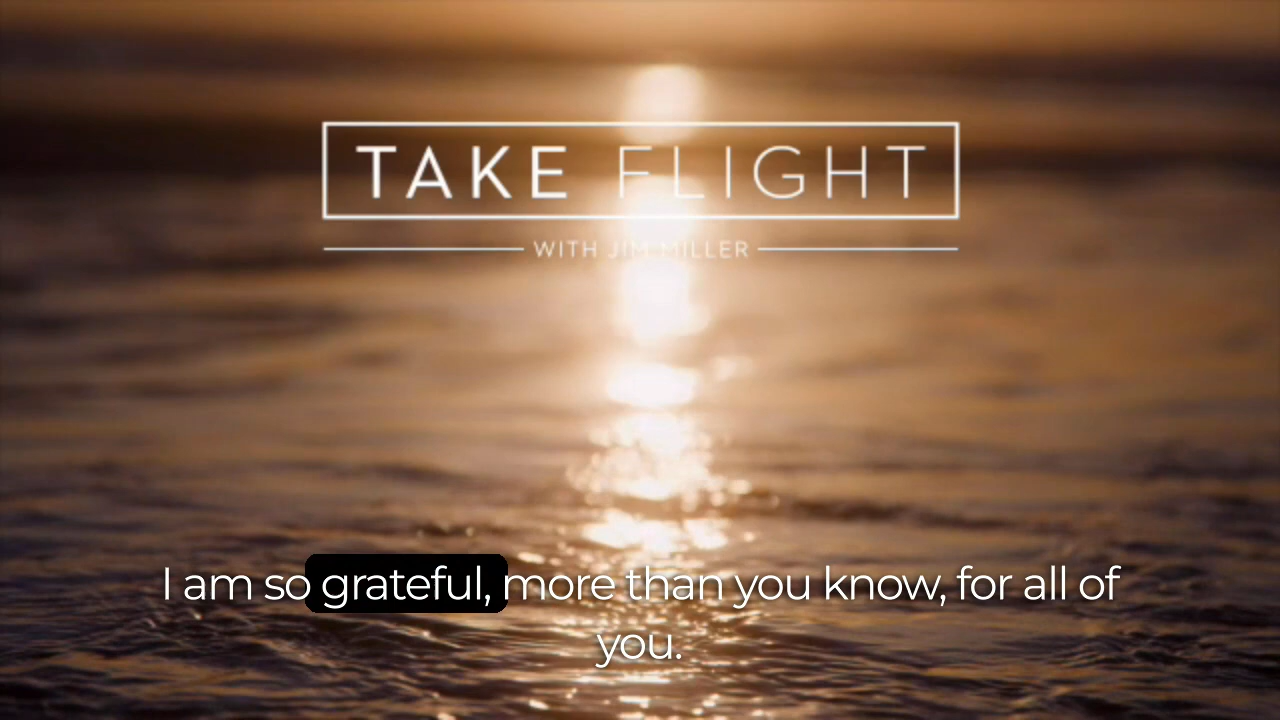 TAKE FLIGHT
WITH JIM MILLER
I am so grateful, more than you know, for all of
you.